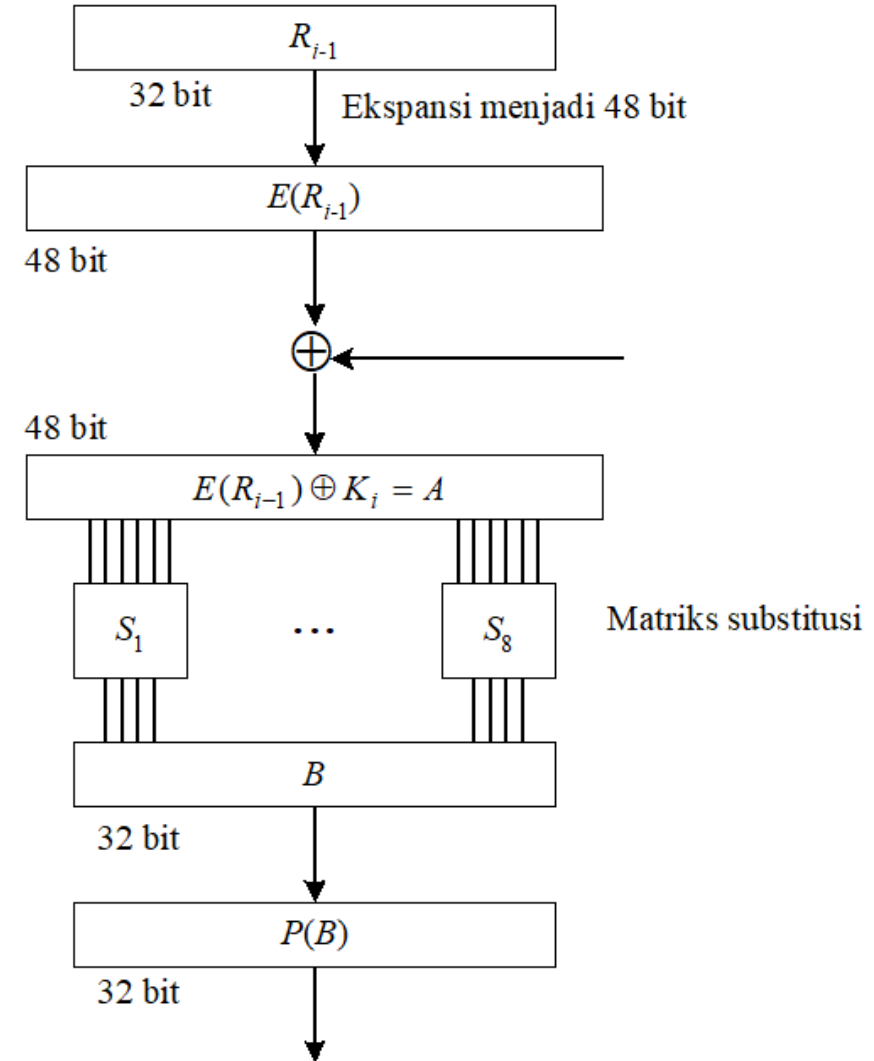 R_{i-1}
32 bit
Ekspansi menjadi 48 bit
E(R_{i-1})
48 bit
⊕
48 bit
E(R_{i-1}) ⊕ K_i = A
S_1
...
S_8
Matriks substitusi
B
32 bit
P(B)
32 bit